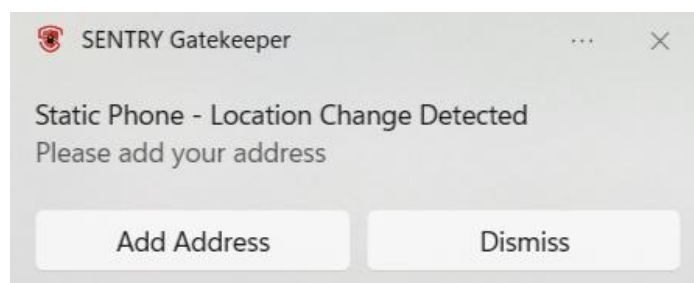 SENTRY Gatekeeper
Static Phone - Location Change Detected
Please add your address
Add Address
Dismiss